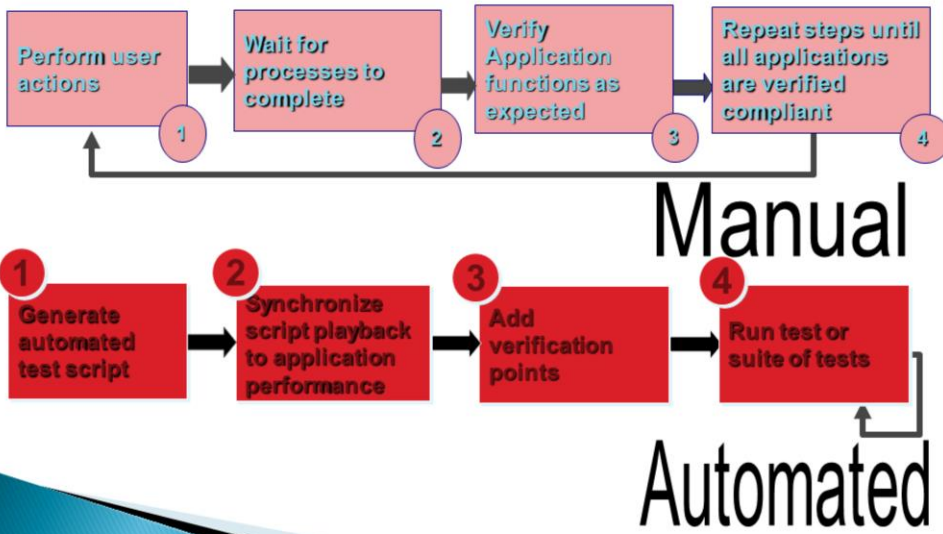 Perform user
actions
1
Wait for
processes to
complete
2
Verify
Application
functions as
expected
3
Repeat steps until
all applications
are verified
compliant
4
Manual
1
Generate
automated
test script
2
Synchronize
script playback
to application
performance
3
Add
verification
points
4
Run test or
suite of tests
Automated